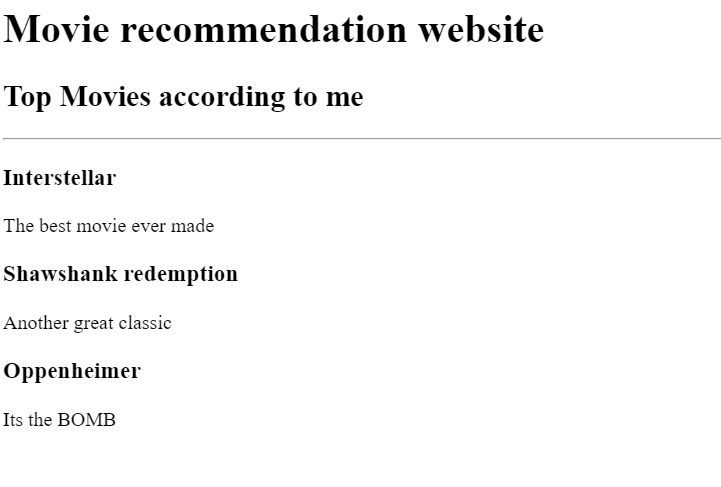 Movie recommendation website
Top Movies according to me
Interstellar
The best movie ever made
Shawshank redemption
Another great classic
Oppenheimer
Its the BOMB